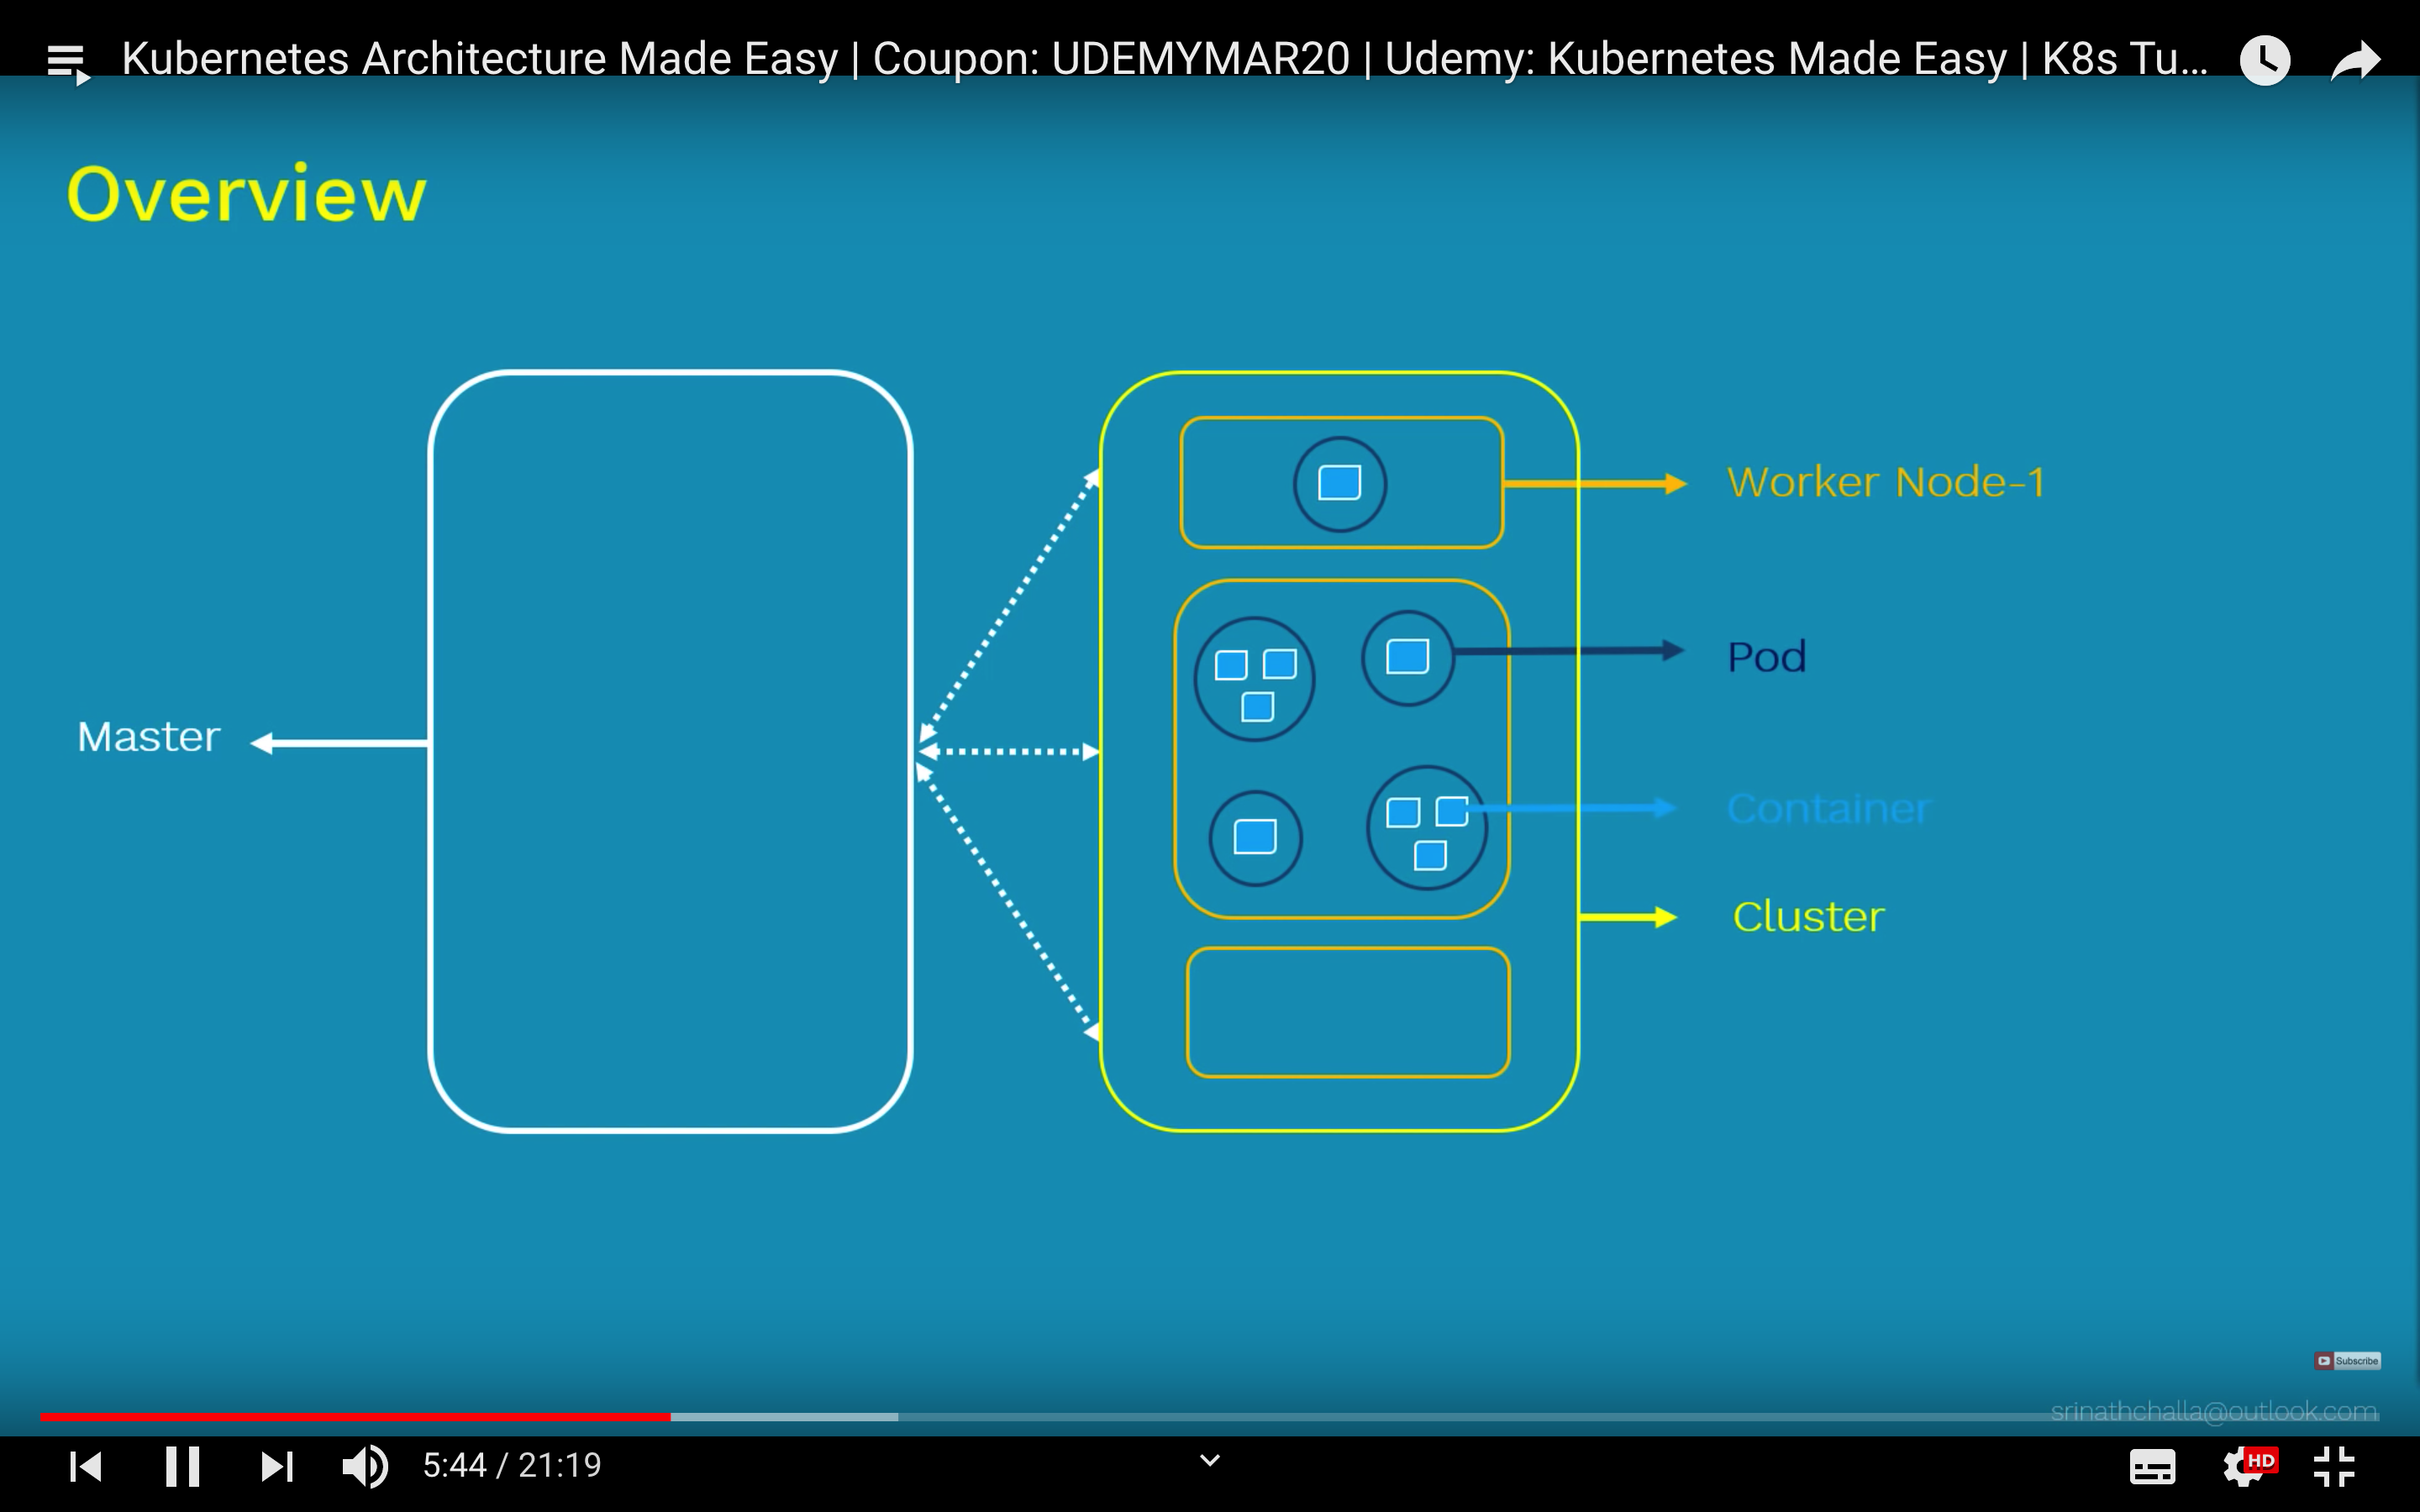 Kubernetes Architecture Made Easy | Coupon: UDEMYMAR20 | Udemy: Kubernetes Made Easy | K8s Tu...
Overview
Worker Node-1
Pod
Master
Container
Cluster
Subscribe
srinathchalla@outlook.com
5:44 / 21:19
HD